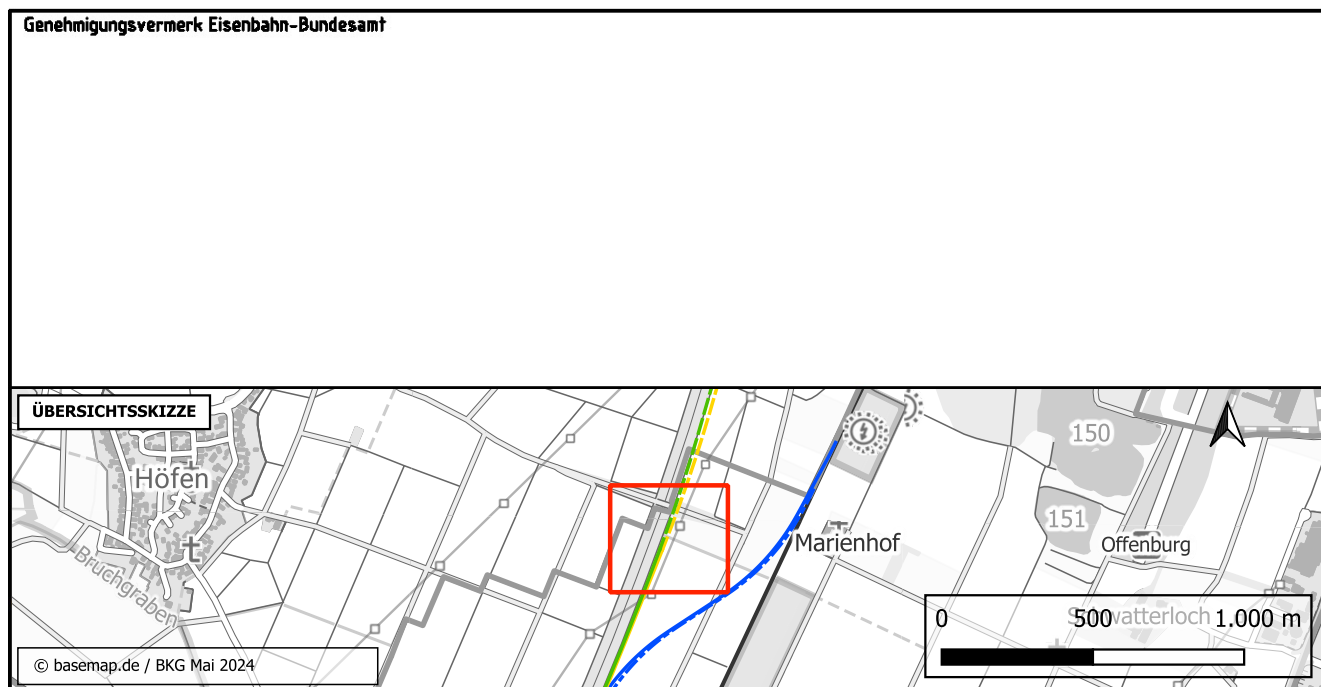 Genehmigungsvermerk Eisenbahn-Bundesamt
ÜBERSICHTSSKIZZE
150
Höfen
151
Marienhof
Offenburg
Bruchgraben
0 500 1.000 m
© basemap.de / BKG Mai 2024